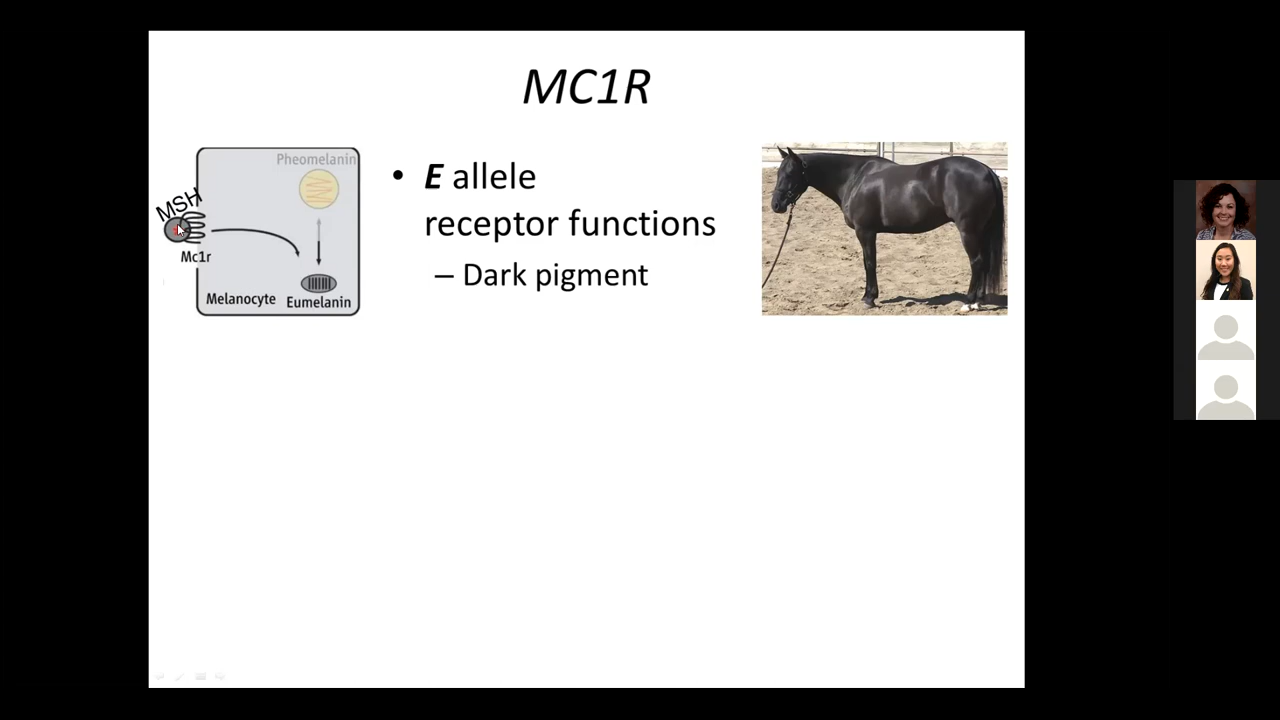 MC1R
Pheomelanin
MSH
Mc1r
Melanocyte
Eumelanin
• E allele
receptor functions
– Dark pigment